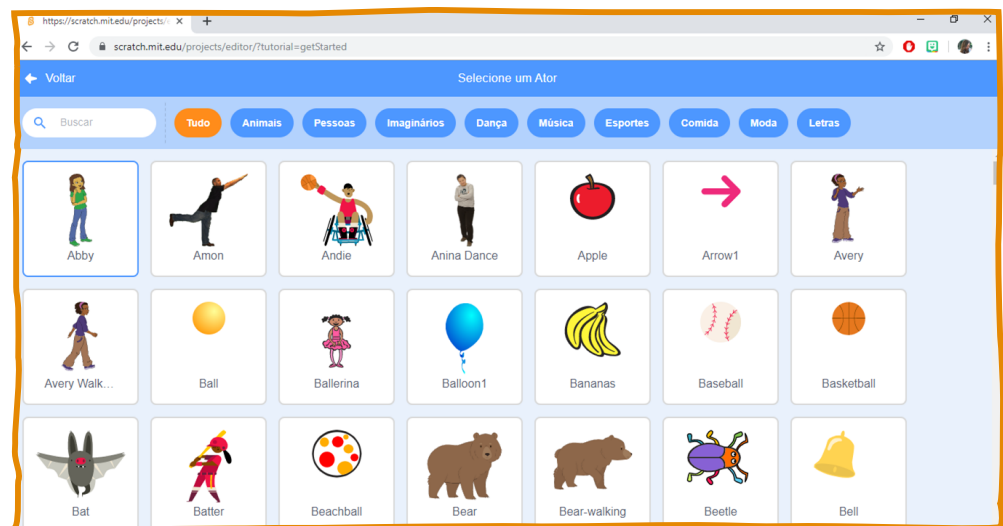 https://scratch.mit.edu/projects/e
scratch.mit.edu/projects/editor/?tutorial=getStarted
Voltar
Selecione um Ator
Buscar
Tudo Animais Pessoas Imaginários Dança Música Esportes Comida Moda Letras
Abby Amon Andie Anina Dance Apple Arrow1 Avery
Avery Walk... Ball Ballerina Balloon1 Bananas Baseball Basketball
Bat Batter Beachball Bear Bear-walking Beetle Bell